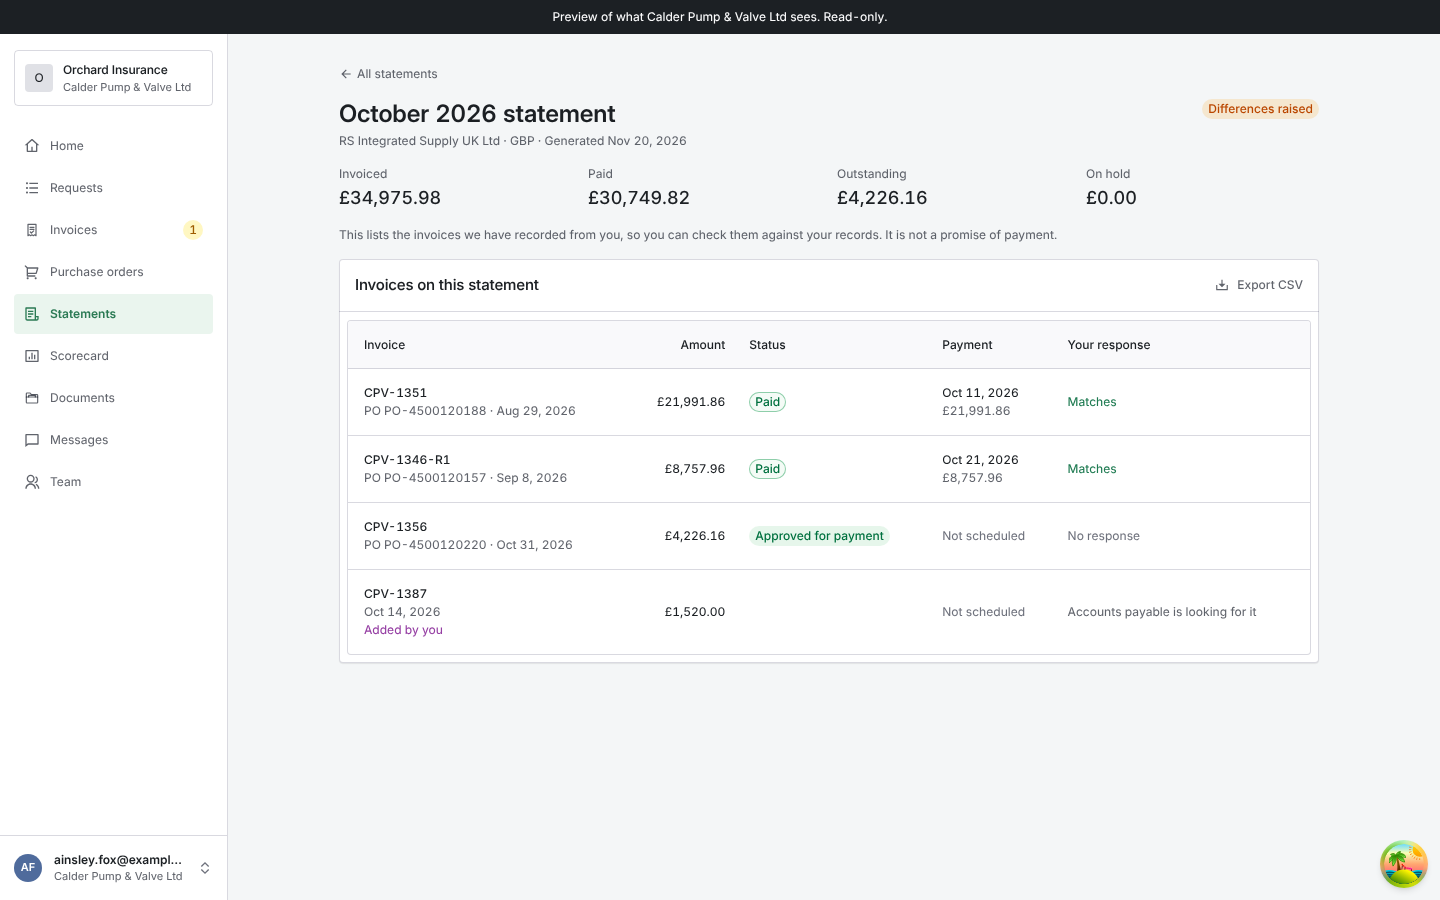 Preview of what Calder Pump & Valve Ltd sees. Read-only.
O
Orchard Insurance
Calder Pump & Valve Ltd
Home
Requests
Invoices
1
Purchase orders
Statements
Scorecard
Documents
Messages
Team
AF
ainsley.fox@exampl...
Calder Pump & Valve Ltd
All statements
October 2026 statement
Differences raised
RS Integrated Supply UK Ltd · GBP · Generated Nov 20, 2026
Invoiced
£34,975.98
Paid
£30,749.82
Outstanding
£4,226.16
On hold
£0.00
This lists the invoices we have recorded from you, so you can check them against your records. It is not a promise of payment.
Invoices on this statement
Export CSV
Invoice Amount Status Payment Your response
CPV-1351
PO PO-4500120188 · Aug 29, 2026
£21,991.86
Paid
Oct 11, 2026
£21,991.86
Matches
CPV-1346-R1
PO PO-4500120157 · Sep 8, 2026
£8,757.96
Paid
Oct 21, 2026
£8,757.96
Matches
CPV-1356
PO PO-4500120220 · Oct 31, 2026
£4,226.16
Approved for payment
Not scheduled
No response
CPV-1387
Oct 14, 2026
Added by you
£1,520.00
Not scheduled
Accounts payable is looking for it